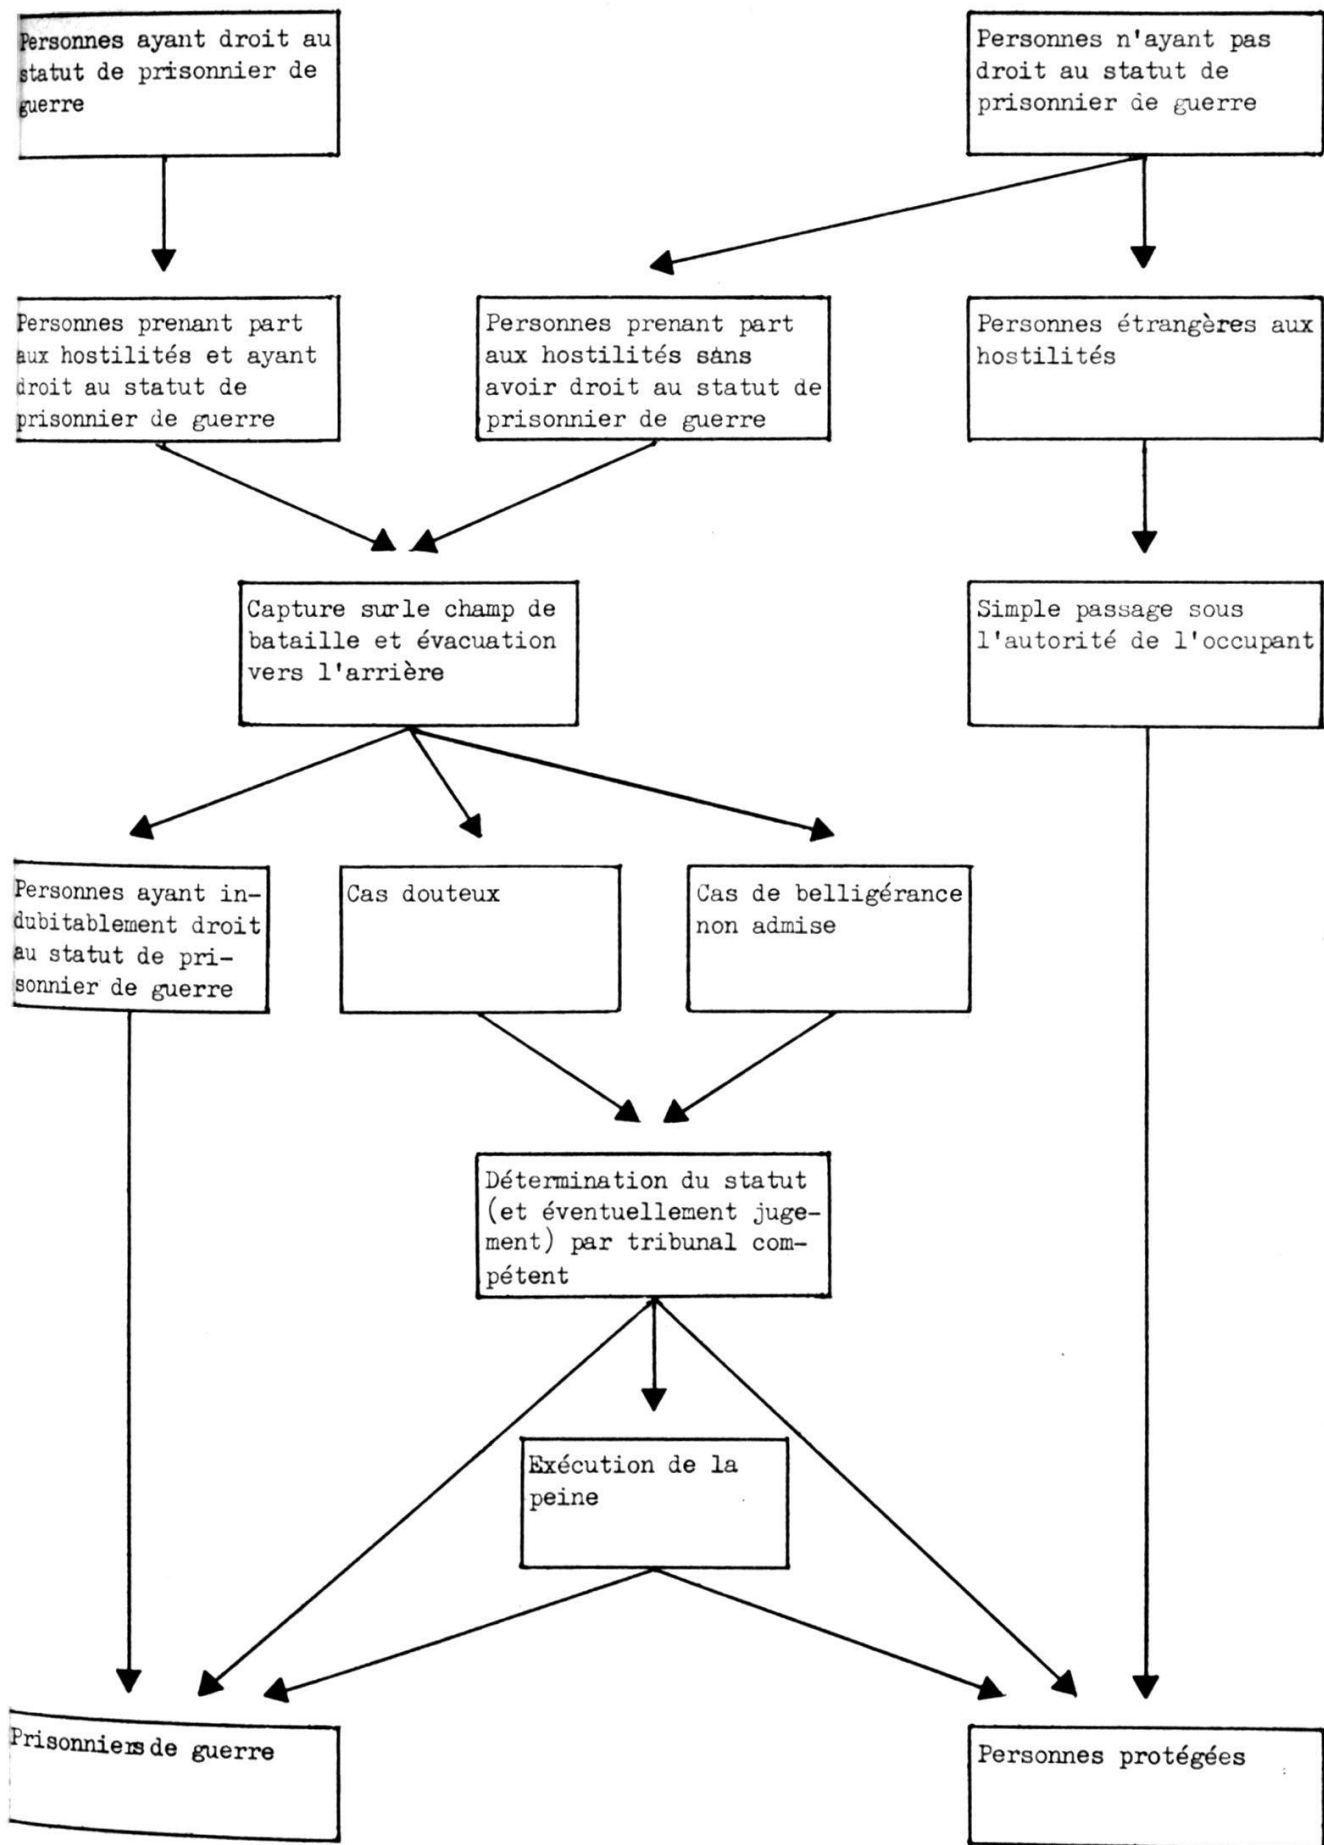 Personnes ayant droit au
statut de prisonnier de
guerre
Personnes n'ayant pas
droit au statut de
prisonnier de guerre
Personnes prenant part
aux hostilités et ayant
droit au statut de
prisonnier de guerre
Personnes prenant part
aux hostilités sans
avoir droit au statut de
prisonnier de guerre
Personnes étrangères aux
hostilités
Capture sur le champ de
bataille et évacuation
vers l'arrière
Simple passage sous
l'autorité de l'occupant
Personnes ayant in-
dubitablement droit
au statut de pri-
sonnier de guerre
Cas douteux
Cas de belligérance
non admise
Détermination du statut
(et éventuellement juge-
ment) par tribunal com-
pétent
Exécution de la
peine
Prisonniers de guerre
Personnes protégées